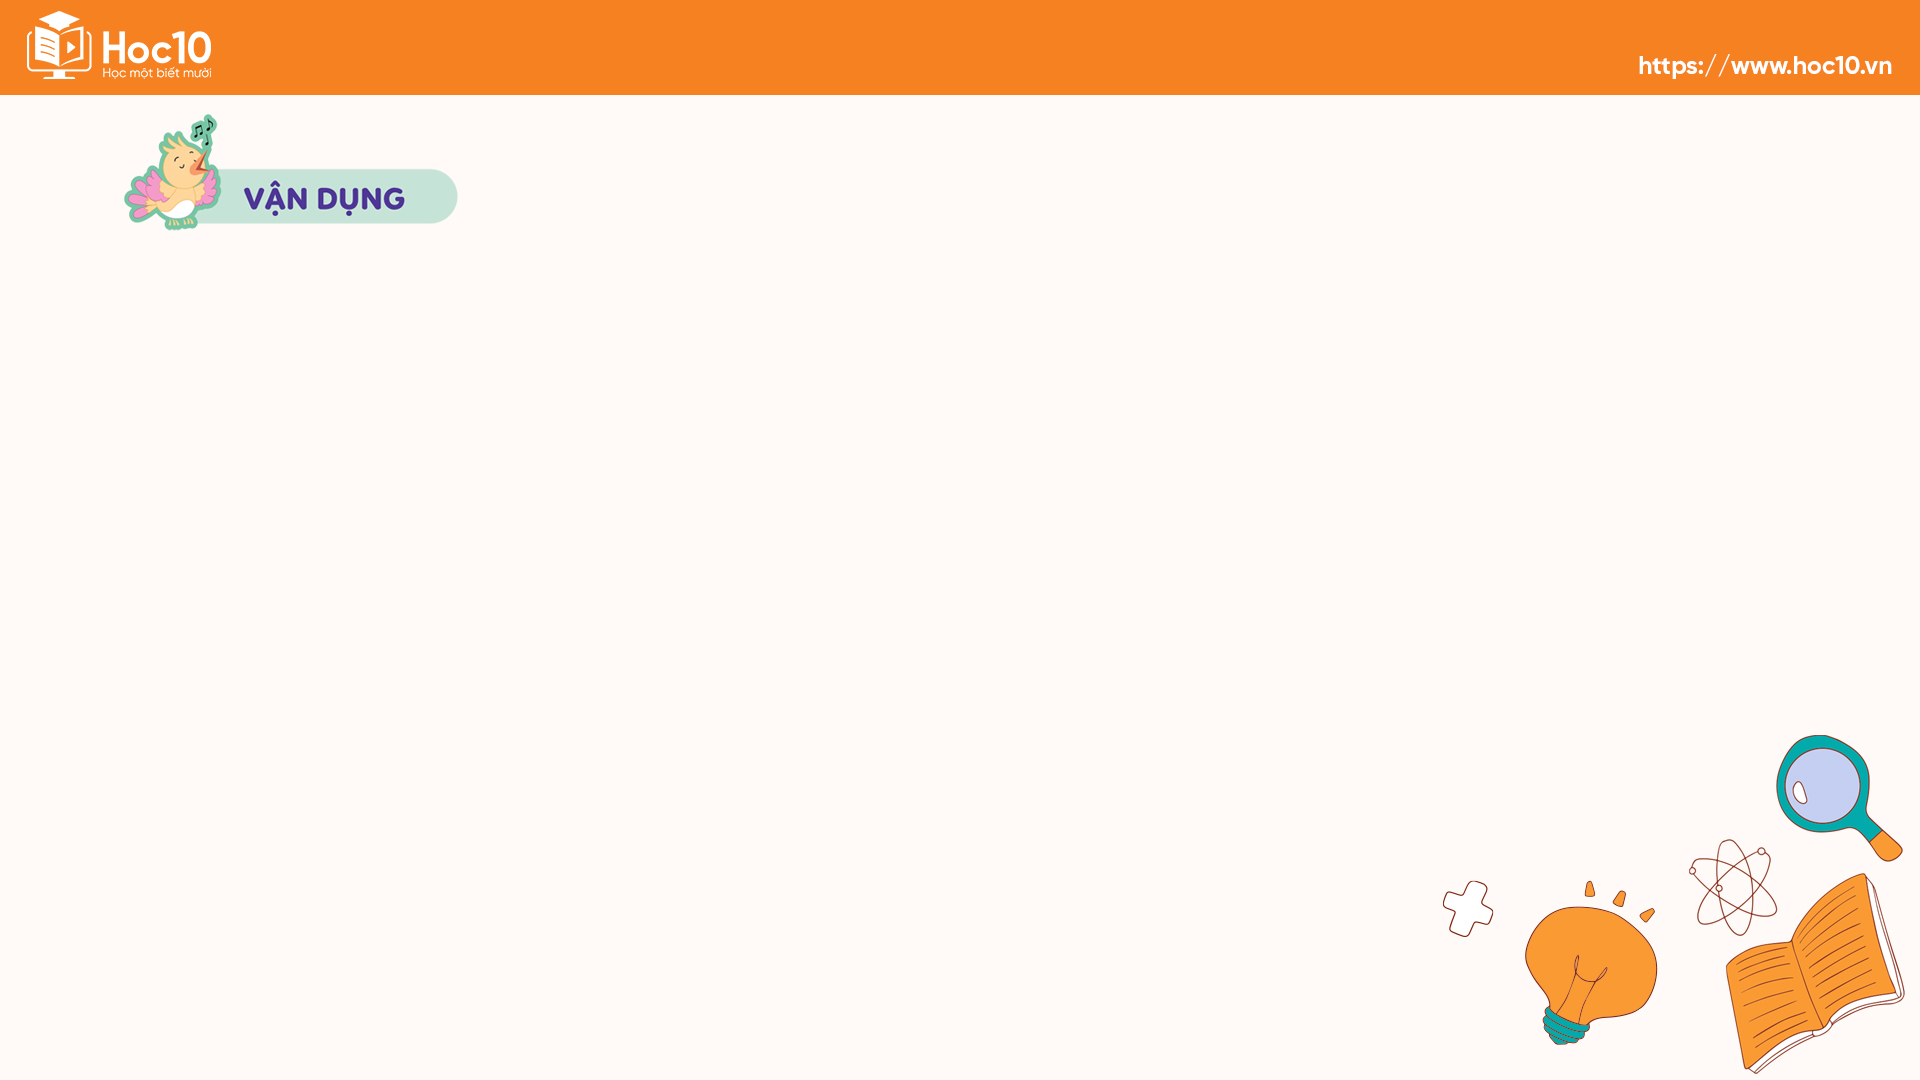 Hoc10
Học một biết mười
https://www.hoc10.vn
VẬN DỤNG